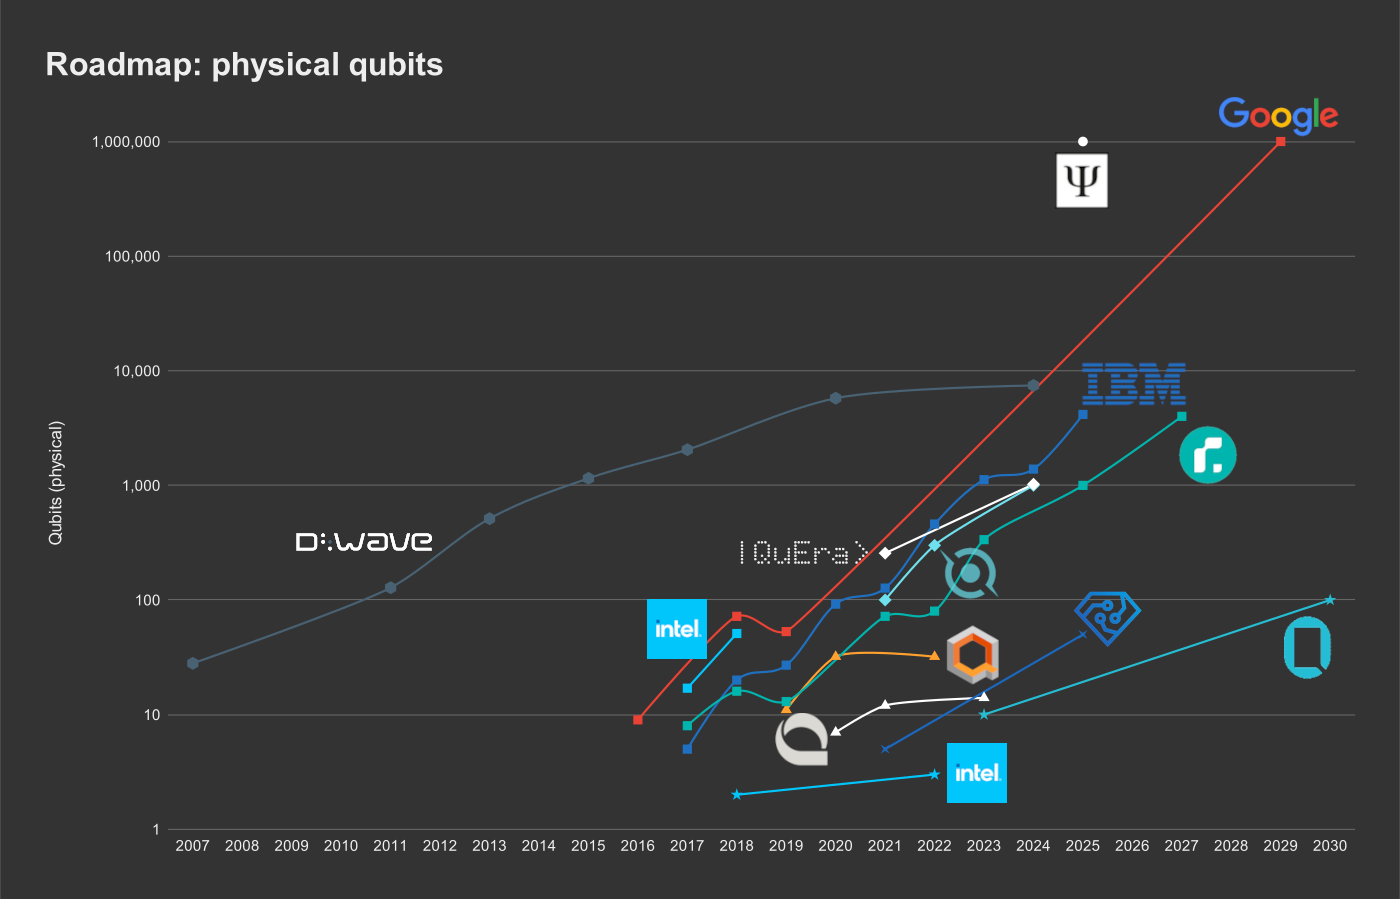 Roadmap: physical qubits
Google
1,000,000
Ψ
100,000
10,000
IBM
r.
Qubits (physical)
1,000
D:wave
|QuEra>
100
intel.
10
intel.
1
2007 2008 2009 2010 2011 2012 2013 2014 2015 2016 2017 2018 2019 2020 2021 2022 2023 2024 2025 2026 2027 2028 2029 2030